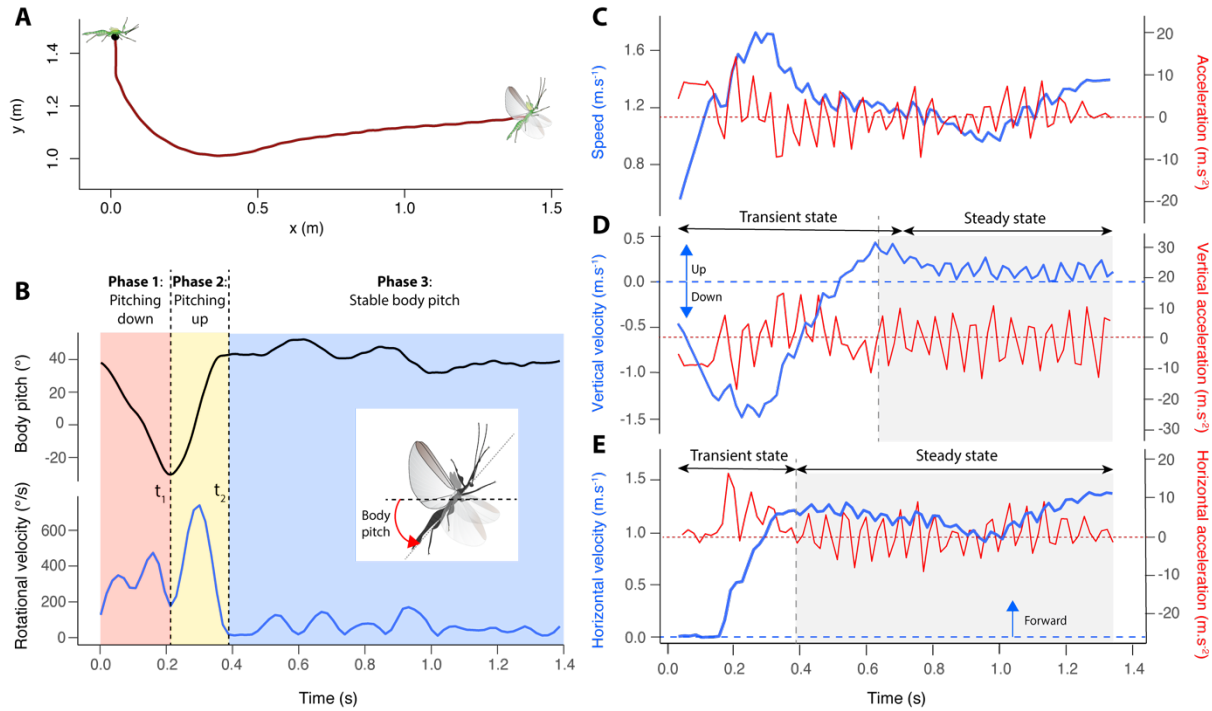 A
1.4
1.2
1.0
y (m)
0.0
0.5
1.0
1.5
x (m)
B
Phase 1:
Pitching
down
Phase 2:
Pitching
up
Phase 3:
Stable body pitch
40
20
0
-20
Body pitch (°)
t1
t2
600
400
200
0
Rotational velocity (°/s)
Body
pitch
0.0
0.2
0.4
0.6
0.8
1.0
1.2
1.4
Time (s)
C
1.6
1.2
0.8
Speed (m.s-1)
20
10
0
-10
-20
Acceleration (m.s-2)
D
Transient state
Steady state
0.5
0.0
-0.5
-1.0
-1.5
Vertical velocity (m.s-1)
Up
Down
30
20
10
0
-10
-20
-30
Vertical acceleration
(m.s-2)
E
Transient state
Steady state
1.5
1.0
0.5
0.0
Horizontal velocity (m.s-1)
Forward
20
10
0
-10
-20
Horizontal acceleration
(m.s-2)
0.0
0.2
0.4
0.6
0.8
1.0
1.2
1.4
Time (s)